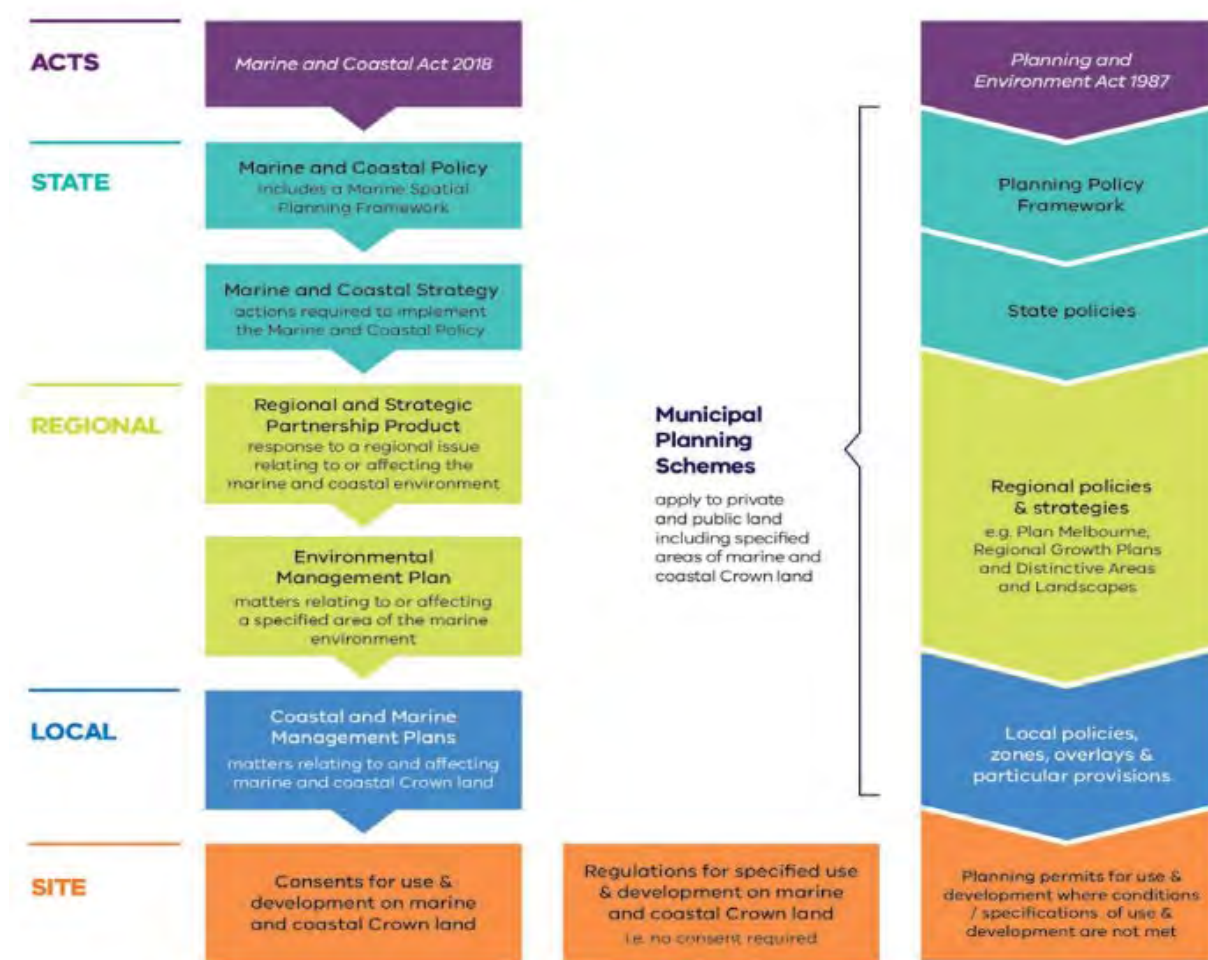 ACTS
Marine and Coastal Act 2018
Planning and
Environment Act 1987
STATE
Marine and Coastal Policy
includes a Marine Spatial
Planning Framework
Planning Policy
Framework
Marine and Coastal Strategy
actions required to implement
the Marine and Coastal Policy
State policies
REGIONAL
Regional and Strategic
Partnership Product
response to a regional issue
relating to or affecting the
marine and coastal environment
Environmental
Management Plan
matters relating to or affecting
a specified area of the marine
environment
Municipal
Planning
Schemes
apply to private
and public land
including specified
areas of marine and
coastal Crown land
Regional policies
& strategies
e.g. Plan Melbourne,
Regional Growth Plans
and Distinctive Areas
and Landscapes
LOCAL
Coastal and Marine
Management Plans
matters relating to and affecting
marine and coastal Crown land
Local policies,
zones, overlays &
particular provisions
SITE
Consents for use &
development on marine
and coastal Crown land
Regulations for specified use
& development on marine
and coastal Crown land
i.e. no consent required
Planning permits for use &
development where conditions
/ specifications of use &
development are not met